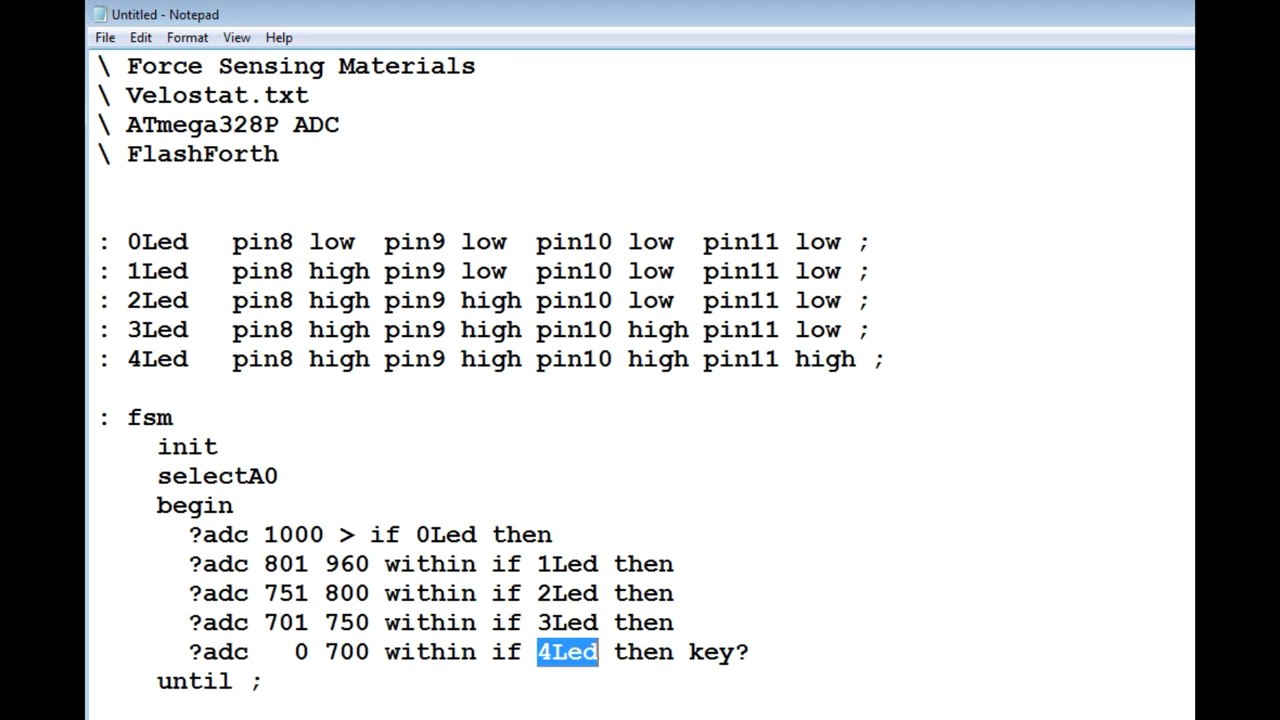 Untitled - Notepad
File Edit Format View Help
\ Force Sensing Materials
\ Velostat.txt
\ ATmega328P ADC
\ FlashForth
: 0Led pin8 low pin9 low pin10 low pin11 low ;
: 1Led pin8 high pin9 low pin10 low pin11 low ;
: 2Led pin8 high pin9 high pin10 low pin11 low ;
: 3Led pin8 high pin9 high pin10 high pin11 low ;
: 4Led pin8 high pin9 high pin10 high pin11 high ;
: fsm
init
selectA0
begin
?adc 1000 > if 0Led then
?adc 801 960 within if 1Led then
?adc 751 800 within if 2Led then
?adc 701 750 within if 3Led then
?adc 0 700 within if 4Led then key?
until ;